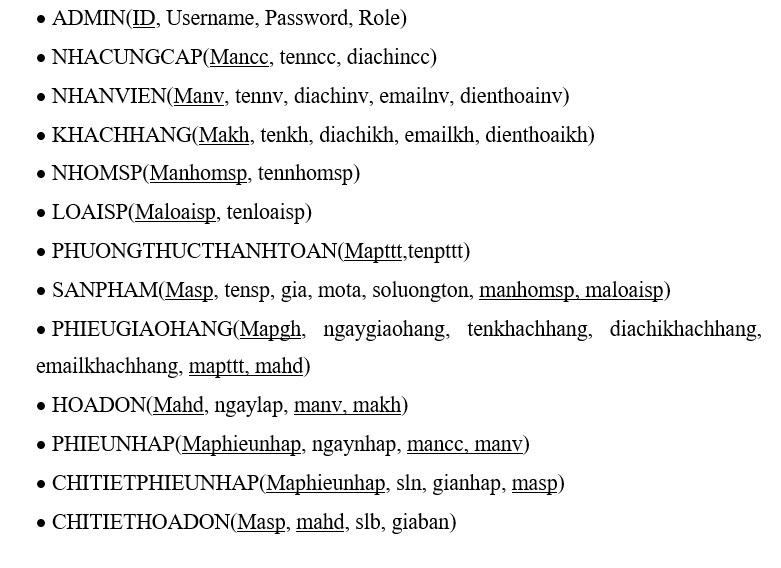 • ADMIN(ID, Username, Password, Role)
• NHACUNGCAP(Mancc, tenncc, diachincc)
• NHANVIEN(Manv, tennv, diachinv, emailnv, dienthoainv)
• KHACHHANG(Makh, tenkh, diachikh, emailkh, dienthoaikh)
• NHOMSP(Manhomsp, tennhomsp)
• LOAISP(Maloaisp, tenloaisp)
• PHUONGTHUCTHANHTOAN(Mapttt,tenpttt)
• SANPHAM(Masp, tensp, gia, mota, soluongton, manhomsp, maloaisp)
• PHIEUGIAOHANG(Mapgh, ngaygiaohang, tenkhachhang, diachikhachhang,
emailkhachhang, mapttt, mahd)
• HOADON(Mahd, ngaylap, manv, makh)
• PHIEUNHAP(Maphieunhap, ngaynhap, mancc, manv)
• CHITIETPHIEUNHAP(Maphieunhap, sln, gianhap, masp)
• CHITIETHOADON(Masp, mahd, slb, giaban)